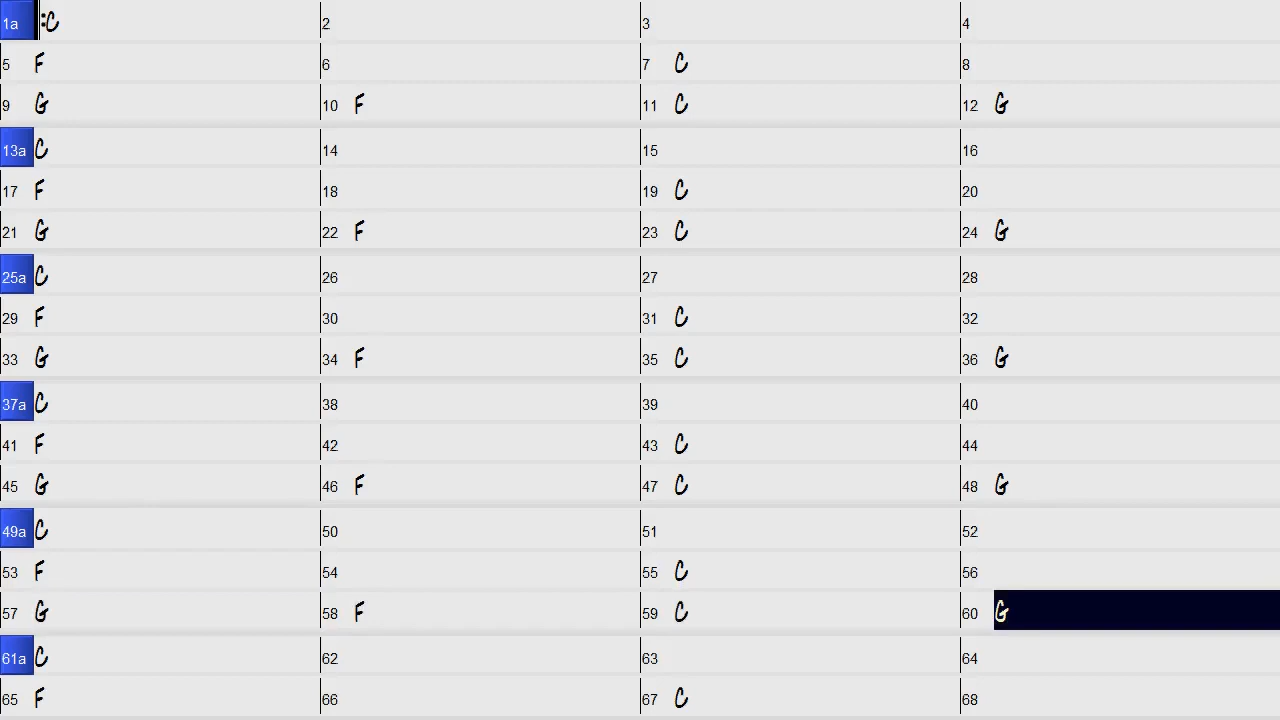 1a :C 2 3 4
5 F 6 7 C 8
9 G 10 F 11 C 12 G
13a C 14 15 16
17 F 18 19 C 20
21 G 22 F 23 C 24 G
25a C 26 27 28
29 F 30 31 C 32
33 G 34 F 35 C 36 G
37a C 38 39 40
41 F 42 43 C 44
45 G 46 F 47 C 48 G
49a C 50 51 52
53 F 54 55 C 56
57 G 58 F 59 C 60 G
61a C 62 63 64
65 F 66 67 C 68